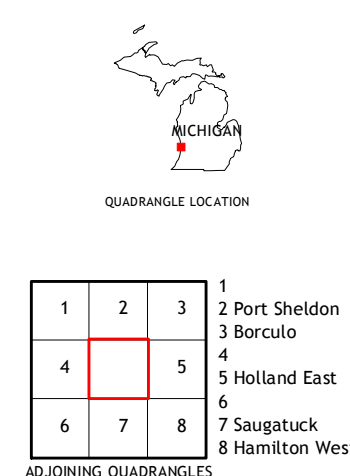 MICHIGAN
QUADRANGLE LOCATION
1 2 3
4 5
6 7 8
1
2 Port Sheldon
3 Borculo
4
5 Holland East
6
7 Saugatuck
8 Hamilton Wes
ADJOINING QUADRANGLES